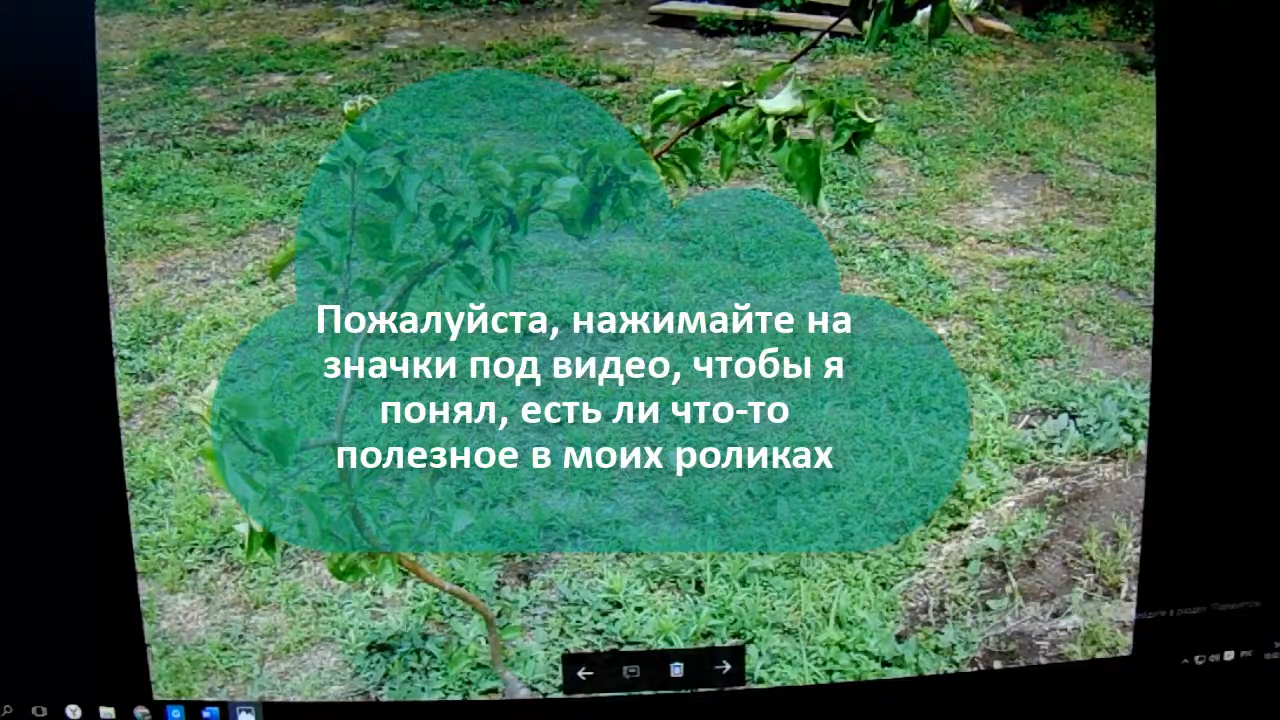 Пожалуйста, нажимайте на
значки под видео, чтобы я
понял, есть ли что-то
полезное в моих роликах